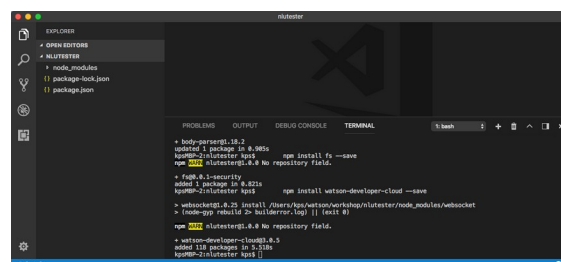 nlutester
EXPLORER
OPEN EDITORS
NLUTESTER
node_modules
{} package-lock.json
{} package.json
PROBLEMS OUTPUT DEBUG CONSOLE TERMINAL 1: bash
+ body-parser@1.18.2
updated 1 package in 0.905s
kpsMBP-2:nlutester kps$ npm install fs —save
npm WARN nlutester@1.0.0 No repository field.
+ fs@0.0.1-security
added 1 package in 0.821s
kpsMBP-2:nlutester kps$ npm install watson-developer-cloud —save
> websocket@1.0.25 install /Users/kps/watson/workshop/nlutester/node_modules/websocket
> (node-gyp rebuild 2> builderror.log) || (exit 0)
npm WARN nlutester@1.0.0 No repository field.
+ watson-developer-cloud@3.0.5
added 118 packages in 5.518s
kpsMBP-2:nlutester kps$